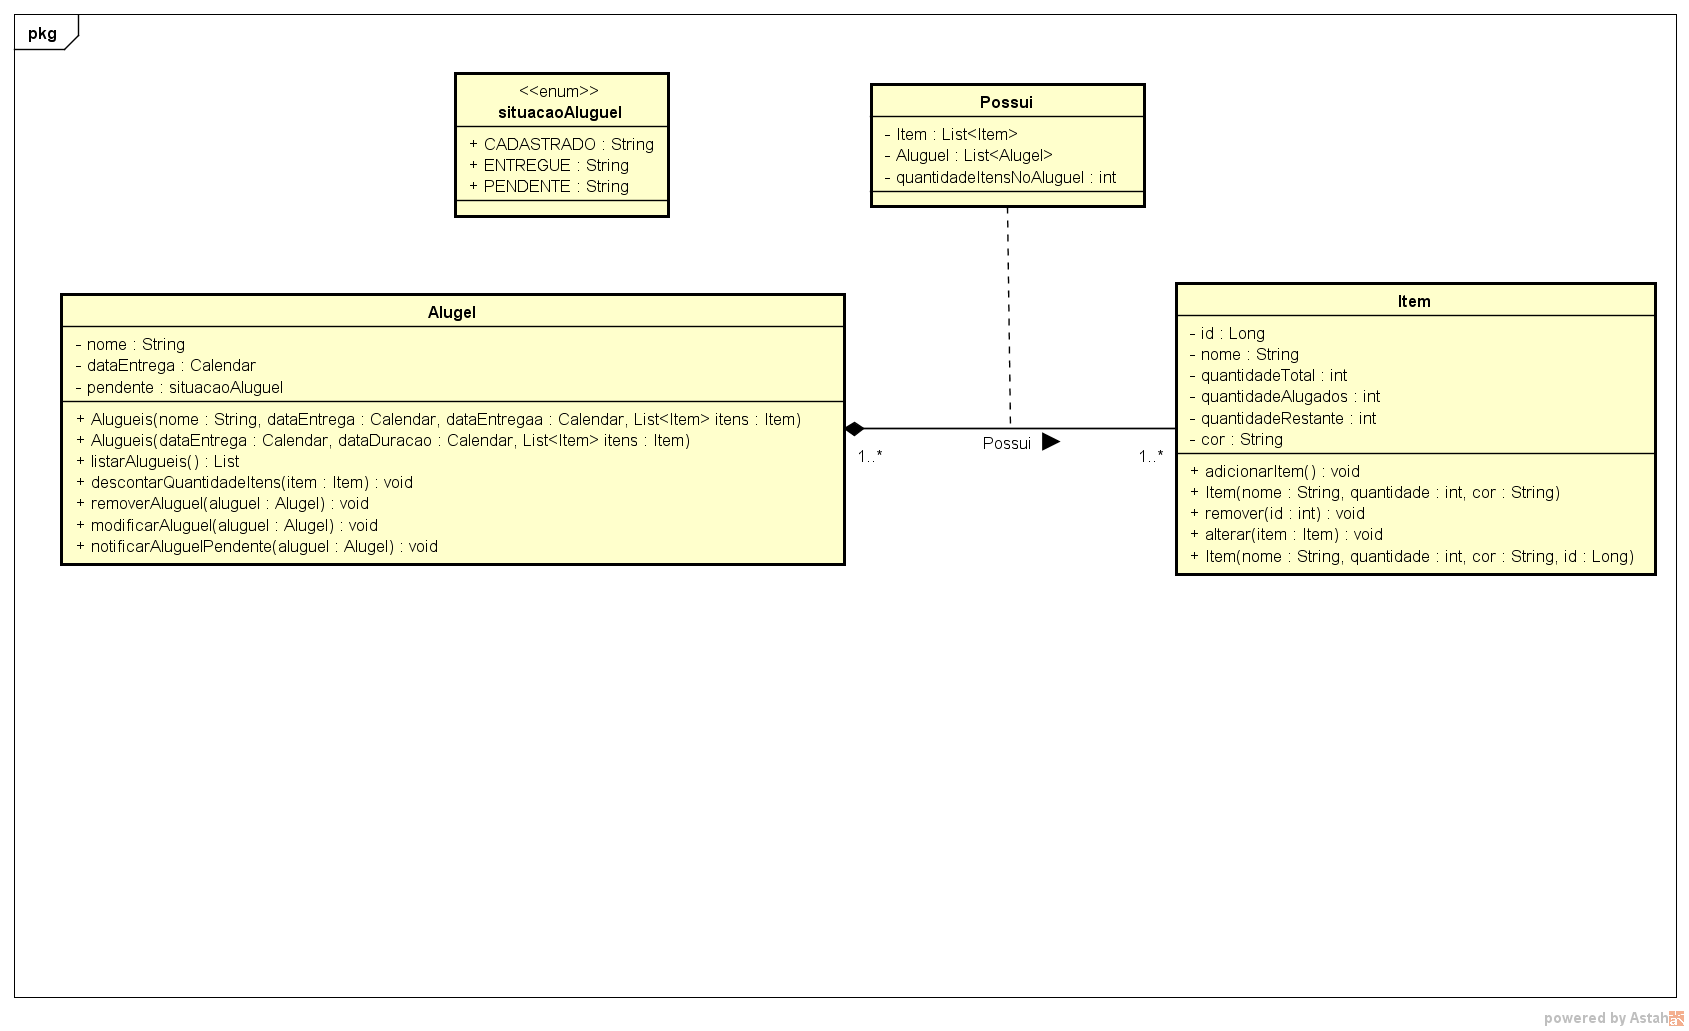 pkg
<<enum>>
situacaoAluguel
+ CADASTRADO : String
+ ENTREGUE : String
+ PENDENTE : String
Possui
- Item : List<Item>
- Aluguel : List<Alugel>
- quantidadeItensNoAluguel : int
Alugel
- nome : String
- dataEntrega : Calendar
- pendente : situacaoAluguel
+ Alugueis(nome : String, dataEntrega : Calendar, dataEntregaa : Calendar, List<Item> itens : Item)
+ Alugueis(dataEntrega : Calendar, dataDuracao : Calendar, List<Item> itens : Item)
+ listarAlugueis() : List
+ descontarQuantidadeItens(item : Item) : void
+ removerAluguel(aluguel : Alugel) : void
+ modificarAluguel(aluguel : Alugel) : void
+ notificarAluguelPendente(aluguel : Alugel) : void
1..*
Possui
1..*
Item
- id : Long
- nome : String
- quantidadeTotal : int
- quantidadeAlugados : int
- quantidadeRestante : int
- cor : String
+ adicionarItem() : void
+ Item(nome : String, quantidade : int, cor : String)
+ remover(id : int) : void
+ alterar(item : Item) : void
+ Item(nome : String, quantidade : int, cor : String, id : Long)
powered by Astah